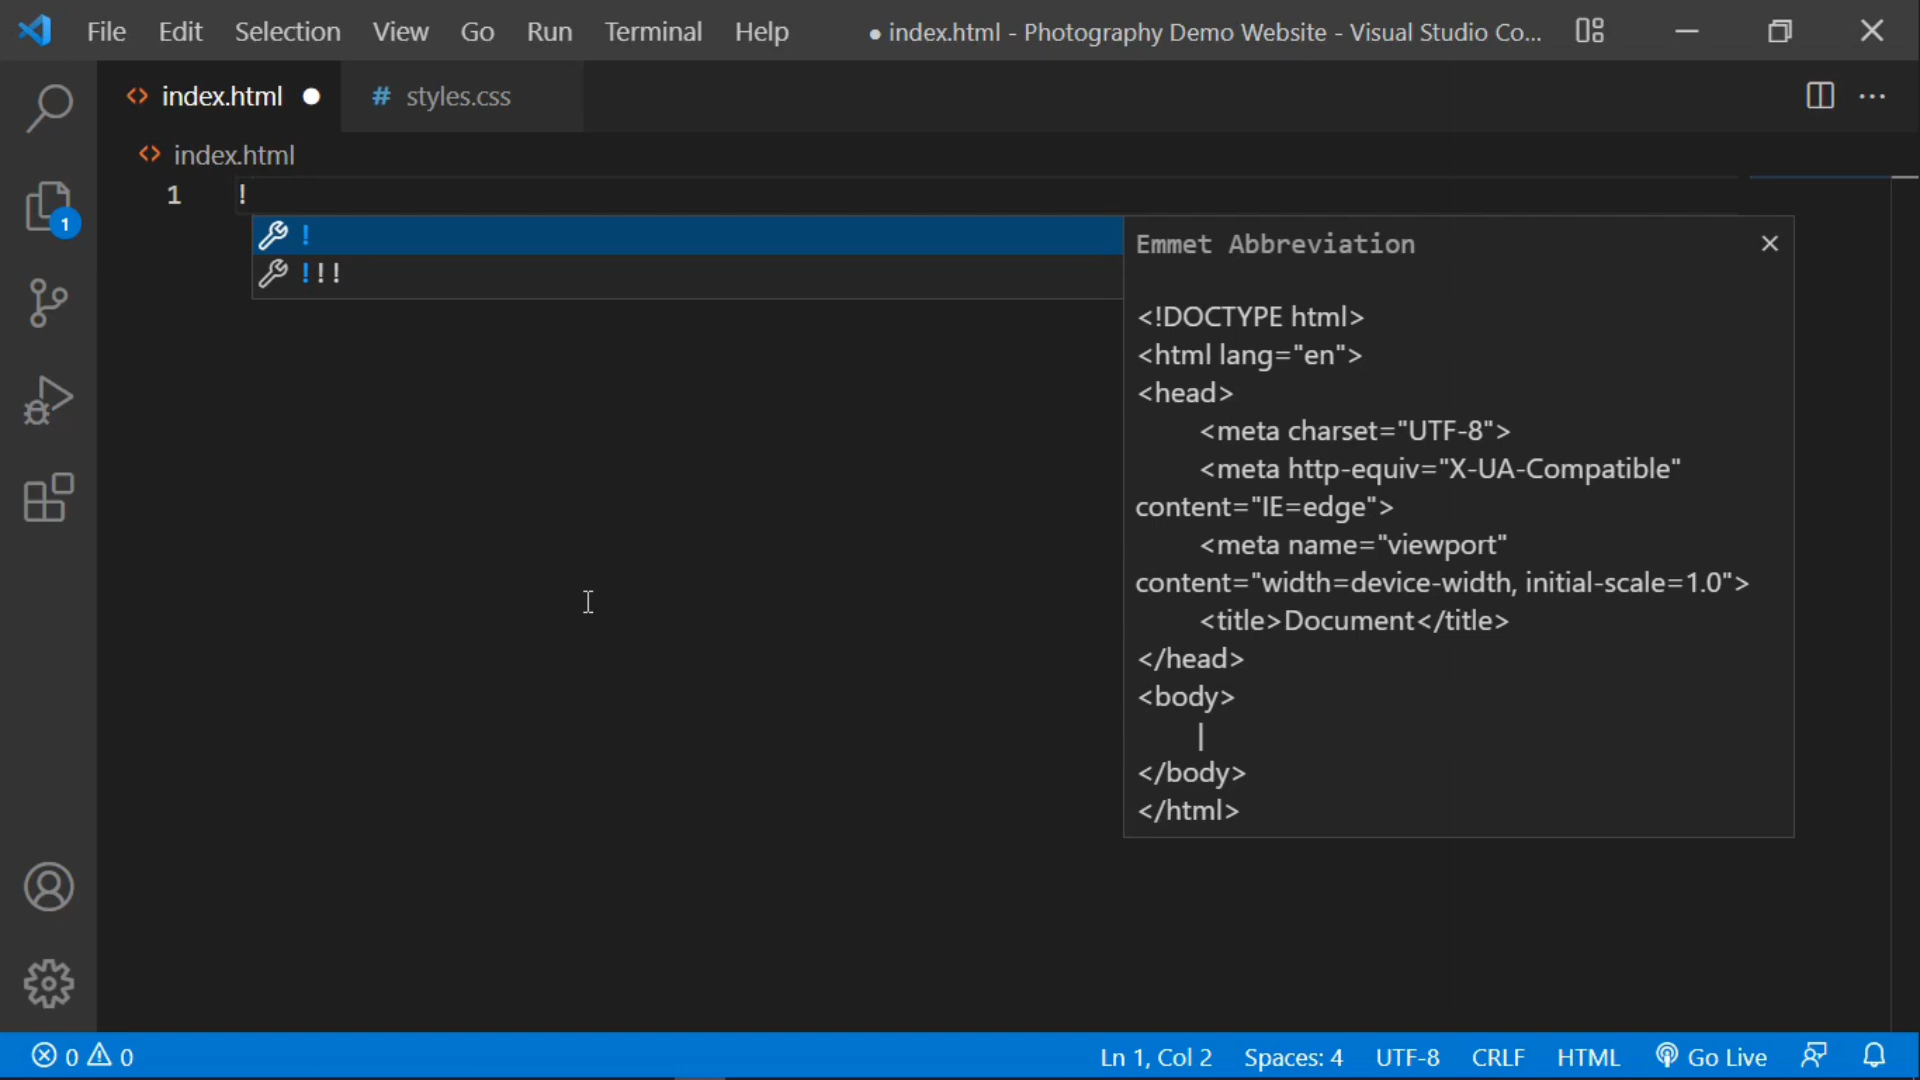 File Edit Selection View Go Run Terminal Help ● index.html - Photography Demo Website - Visual Studio Co...
<> index.html ● # styles.css
<> index.html
1 !
!
!!!
Emmet Abbreviation
<!DOCTYPE html>
<html lang="en">
<head>
<meta charset="UTF-8">
<meta http-equiv="X-UA-Compatible"
content="IE=edge">
<meta name="viewport"
content="width=device-width, initial-scale=1.0">
<title>Document</title>
</head>
<body>
|
</body>
</html>
1
0 0 Ln 1, Col 2 Spaces: 4 UTF-8 CRLF HTML Go Live